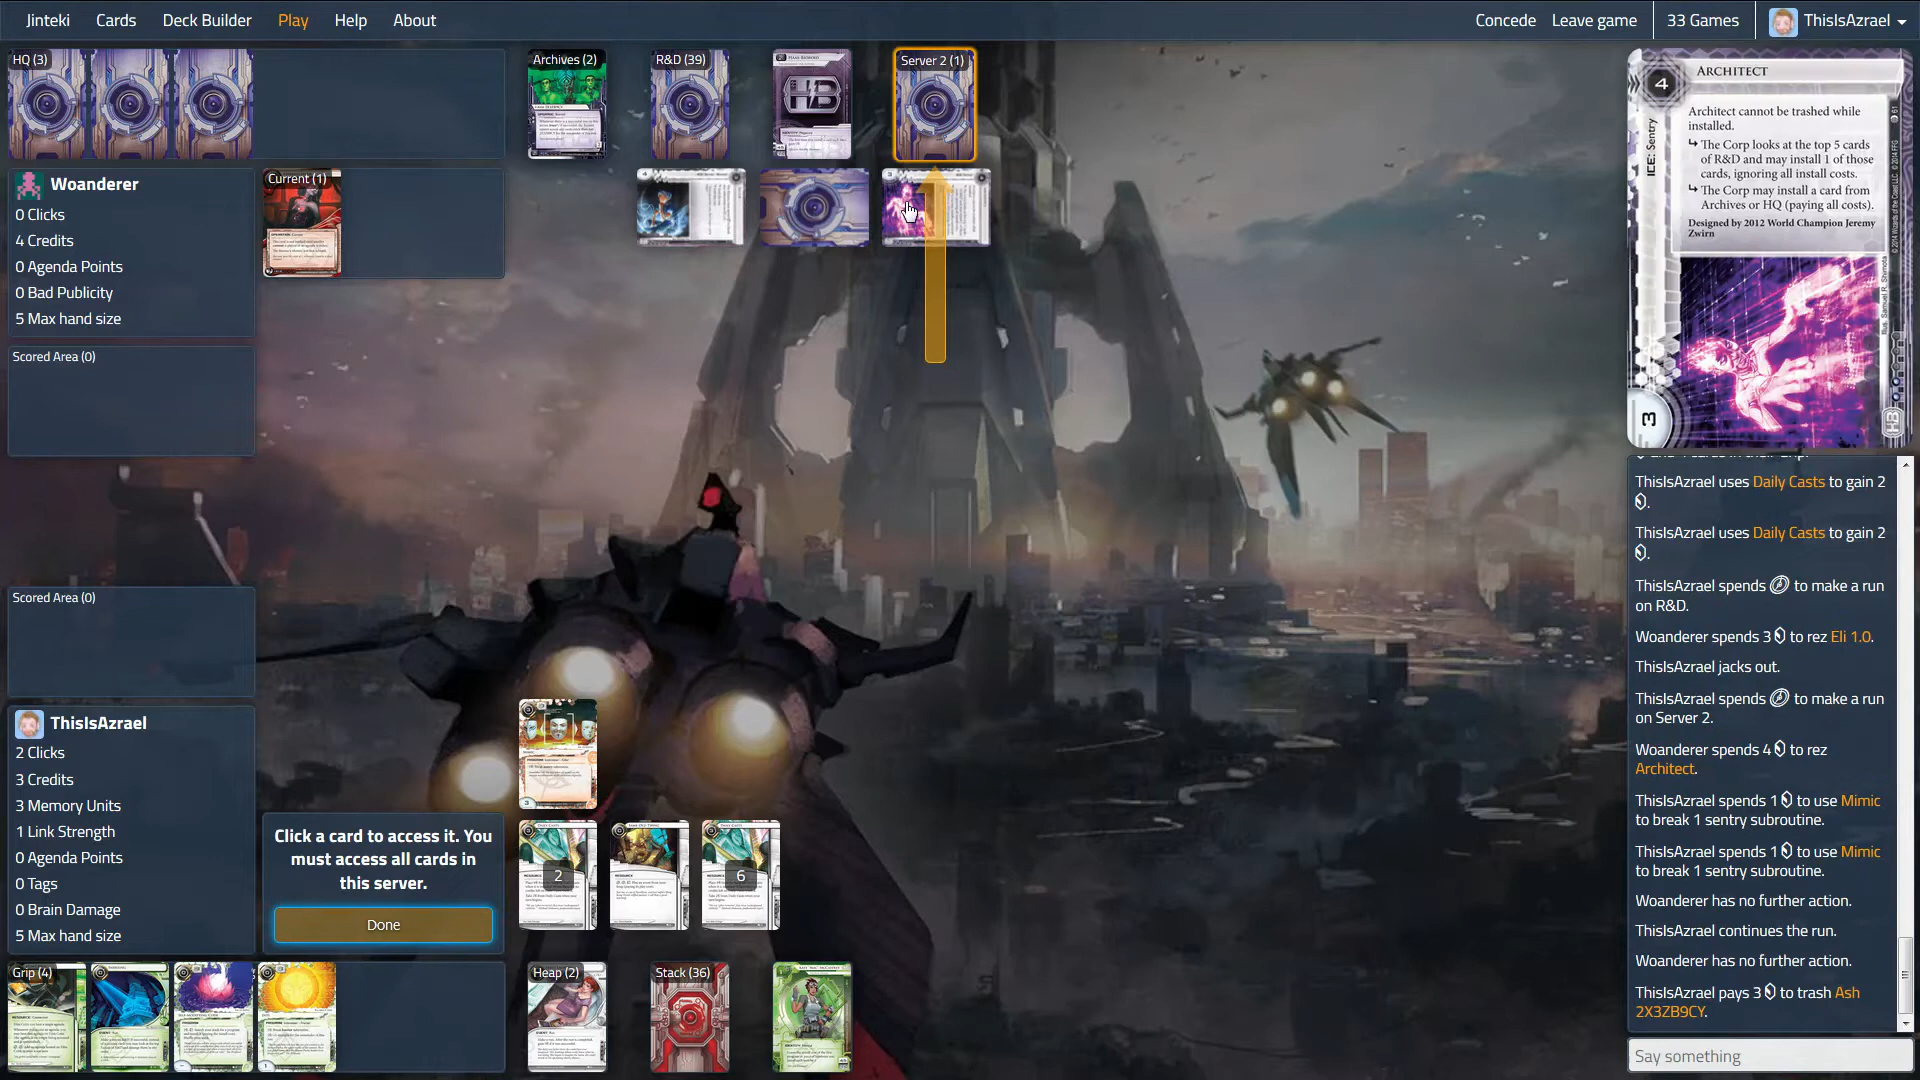 Jinteki
Cards
Deck Builder
Play
Help
About
Concede
Leave game
33 Games
ThisIsAzrael
HQ (3)
Archives (2)
R&D (39)
Server 2 (1)
Woanderer
0 Clicks
4 Credits
0 Agenda Points
0 Bad Publicity
5 Max hand size
Current (1)
Scored Area (0)
Scored Area (0)
ThisIsAzrael
2 Clicks
3 Credits
3 Memory Units
1 Link Strength
0 Agenda Points
0 Tags
0 Brain Damage
5 Max hand size
Click a card to access it. You
must access all cards in
this server.
Done
2
6
Grip (4)
Heap (2)
Stack (36)
4
Architect
ICE: Sentry
Architect cannot be trashed while
installed.
The Corp looks at the top 5 cards
of R&D and may install 1 of those
cards, ignoring all install costs.
The Corp may install a card from
Archives or HQ (paying all costs).
Designed by 2012 World Champion Jeremy
Zwirn
3
ThisIsAzrael uses Daily Casts to gain 2
.
ThisIsAzrael uses Daily Casts to gain 2
.
ThisIsAzrael spends to make a run
on R&D.
Woanderer spends 3 to rez Eli 1.0.
ThisIsAzrael jacks out.
ThisIsAzrael spends to make a run
on Server 2.
Woanderer spends 4 to rez
Architect.
ThisIsAzrael spends 1 to use Mimic
to break 1 sentry subroutine.
ThisIsAzrael spends 1 to use Mimic
to break 1 sentry subroutine.
Woanderer has no further action.
ThisIsAzrael continues the run.
Woanderer has no further action.
ThisIsAzrael pays 3 to trash Ash
2X3ZB9CY.
Say something